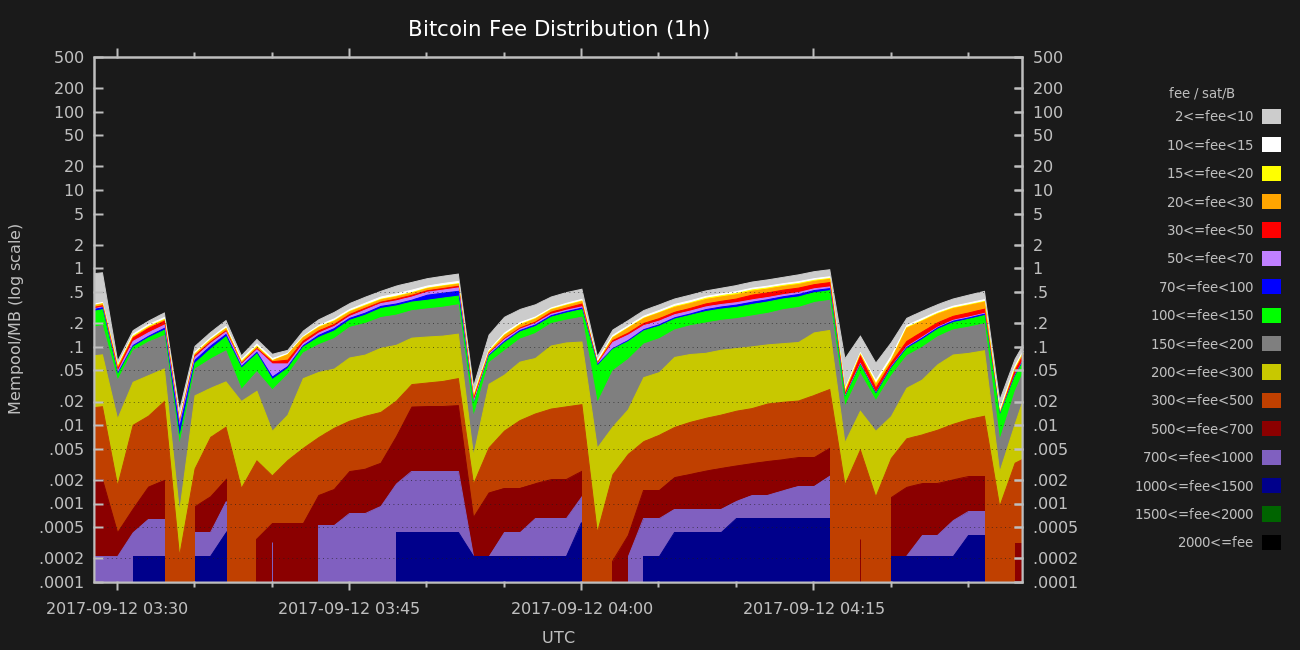 Bitcoin Fee Distribution (1h)
Mempool/MB (log scale)
500
200
100
50
20
10
5
2
1
.5
.2
.1
.05
.02
.01
.005
.002
.001
.0005
.0002
.0001
500
200
100
50
20
10
5
2
1
.5
.2
.1
.05
.02
.01
.005
.002
.001
.0005
.0002
.0001
2017-09-12 03:30
2017-09-12 03:45
2017-09-12 04:00
2017-09-12 04:15
UTC
fee / sat/B
2<=fee<10
10<=fee<15
15<=fee<20
20<=fee<30
30<=fee<50
50<=fee<70
70<=fee<100
100<=fee<150
150<=fee<200
200<=fee<300
300<=fee<500
500<=fee<700
700<=fee<1000
1000<=fee<1500
1500<=fee<2000
2000<=fee